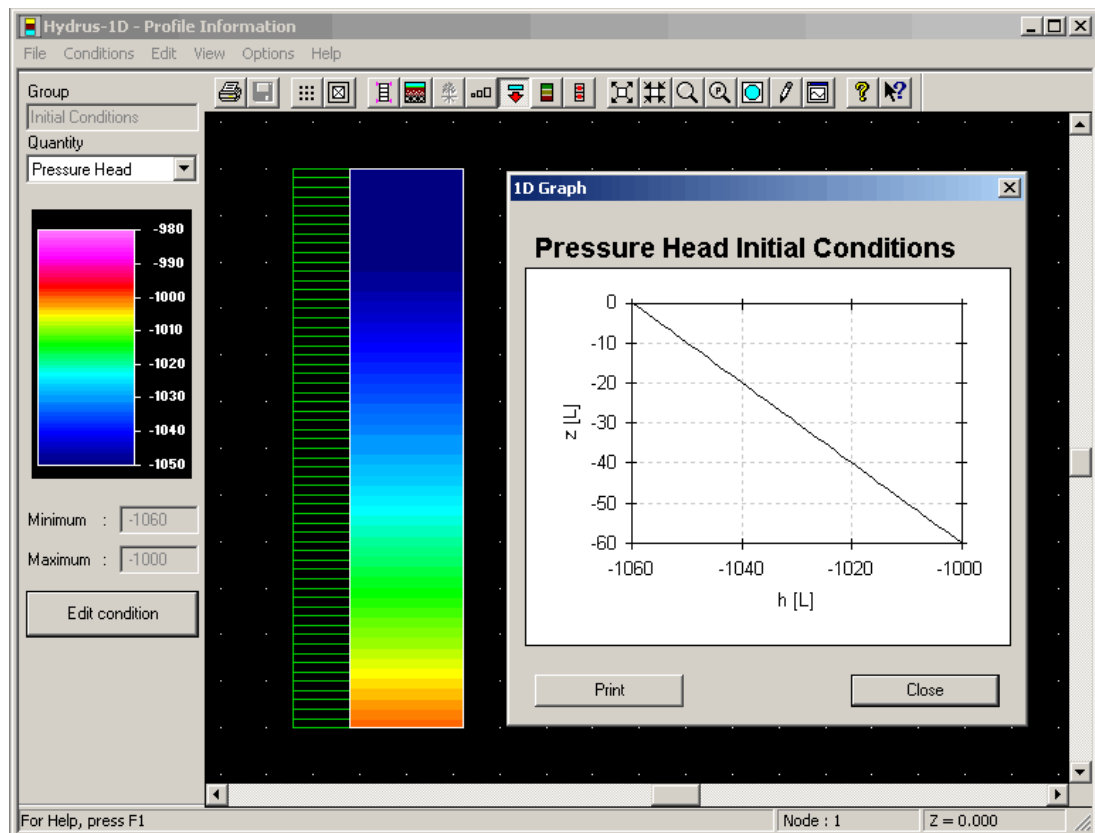 Hydrus-1D - Profile Information
File Conditions Edit View Options Help
Group
Initial Conditions
Quantity
Pressure Head
-980
-990
-1000
-1010
-1020
-1030
-1040
-1050
Minimum : -1060
Maximum : -1000
Edit condition
1D Graph
Pressure Head Initial Conditions
0
-10
-20
-30
-40
-50
-60
z [L]
-1060 -1040 -1020 -1000
h [L]
Print Close
For Help, press F1 Node : 1 Z = 0.000